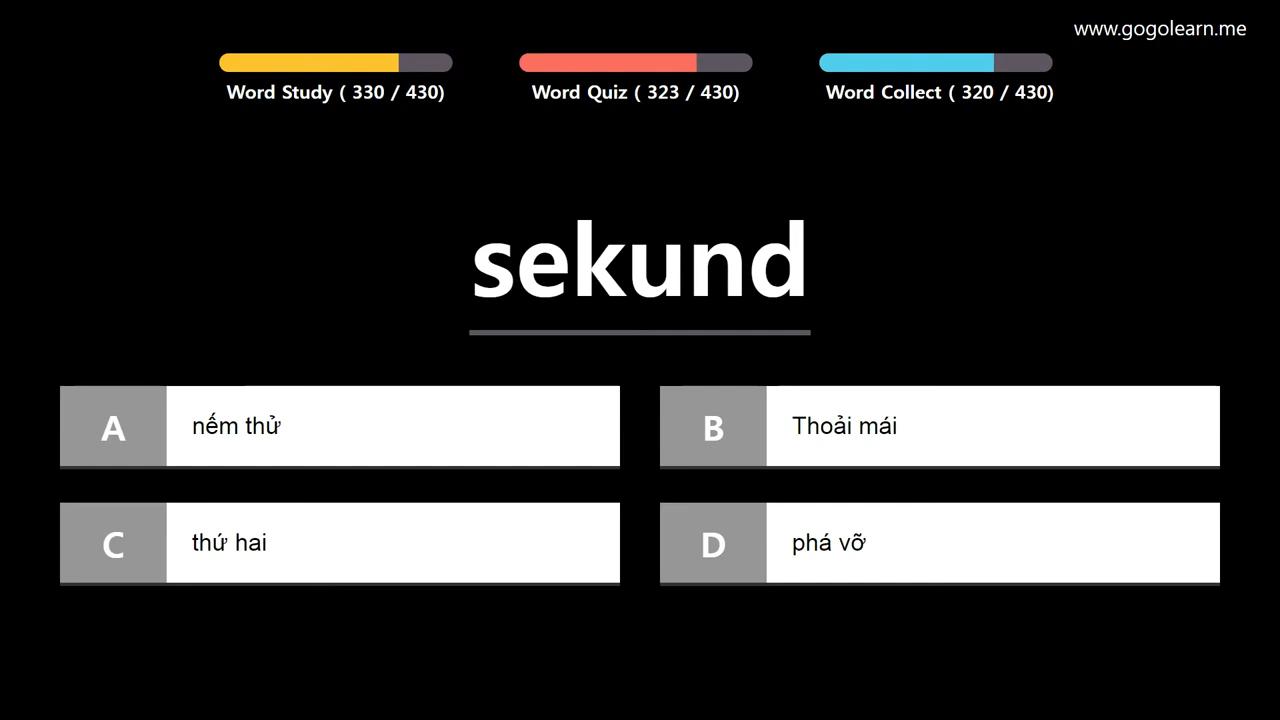 www.gogolearn.me
Word Study ( 330 / 430)
Word Quiz ( 323 / 430)
Word Collect ( 320 / 430)
sekund
A nếm thử
B Thoải mái
C thứ hai
D phá vỡ